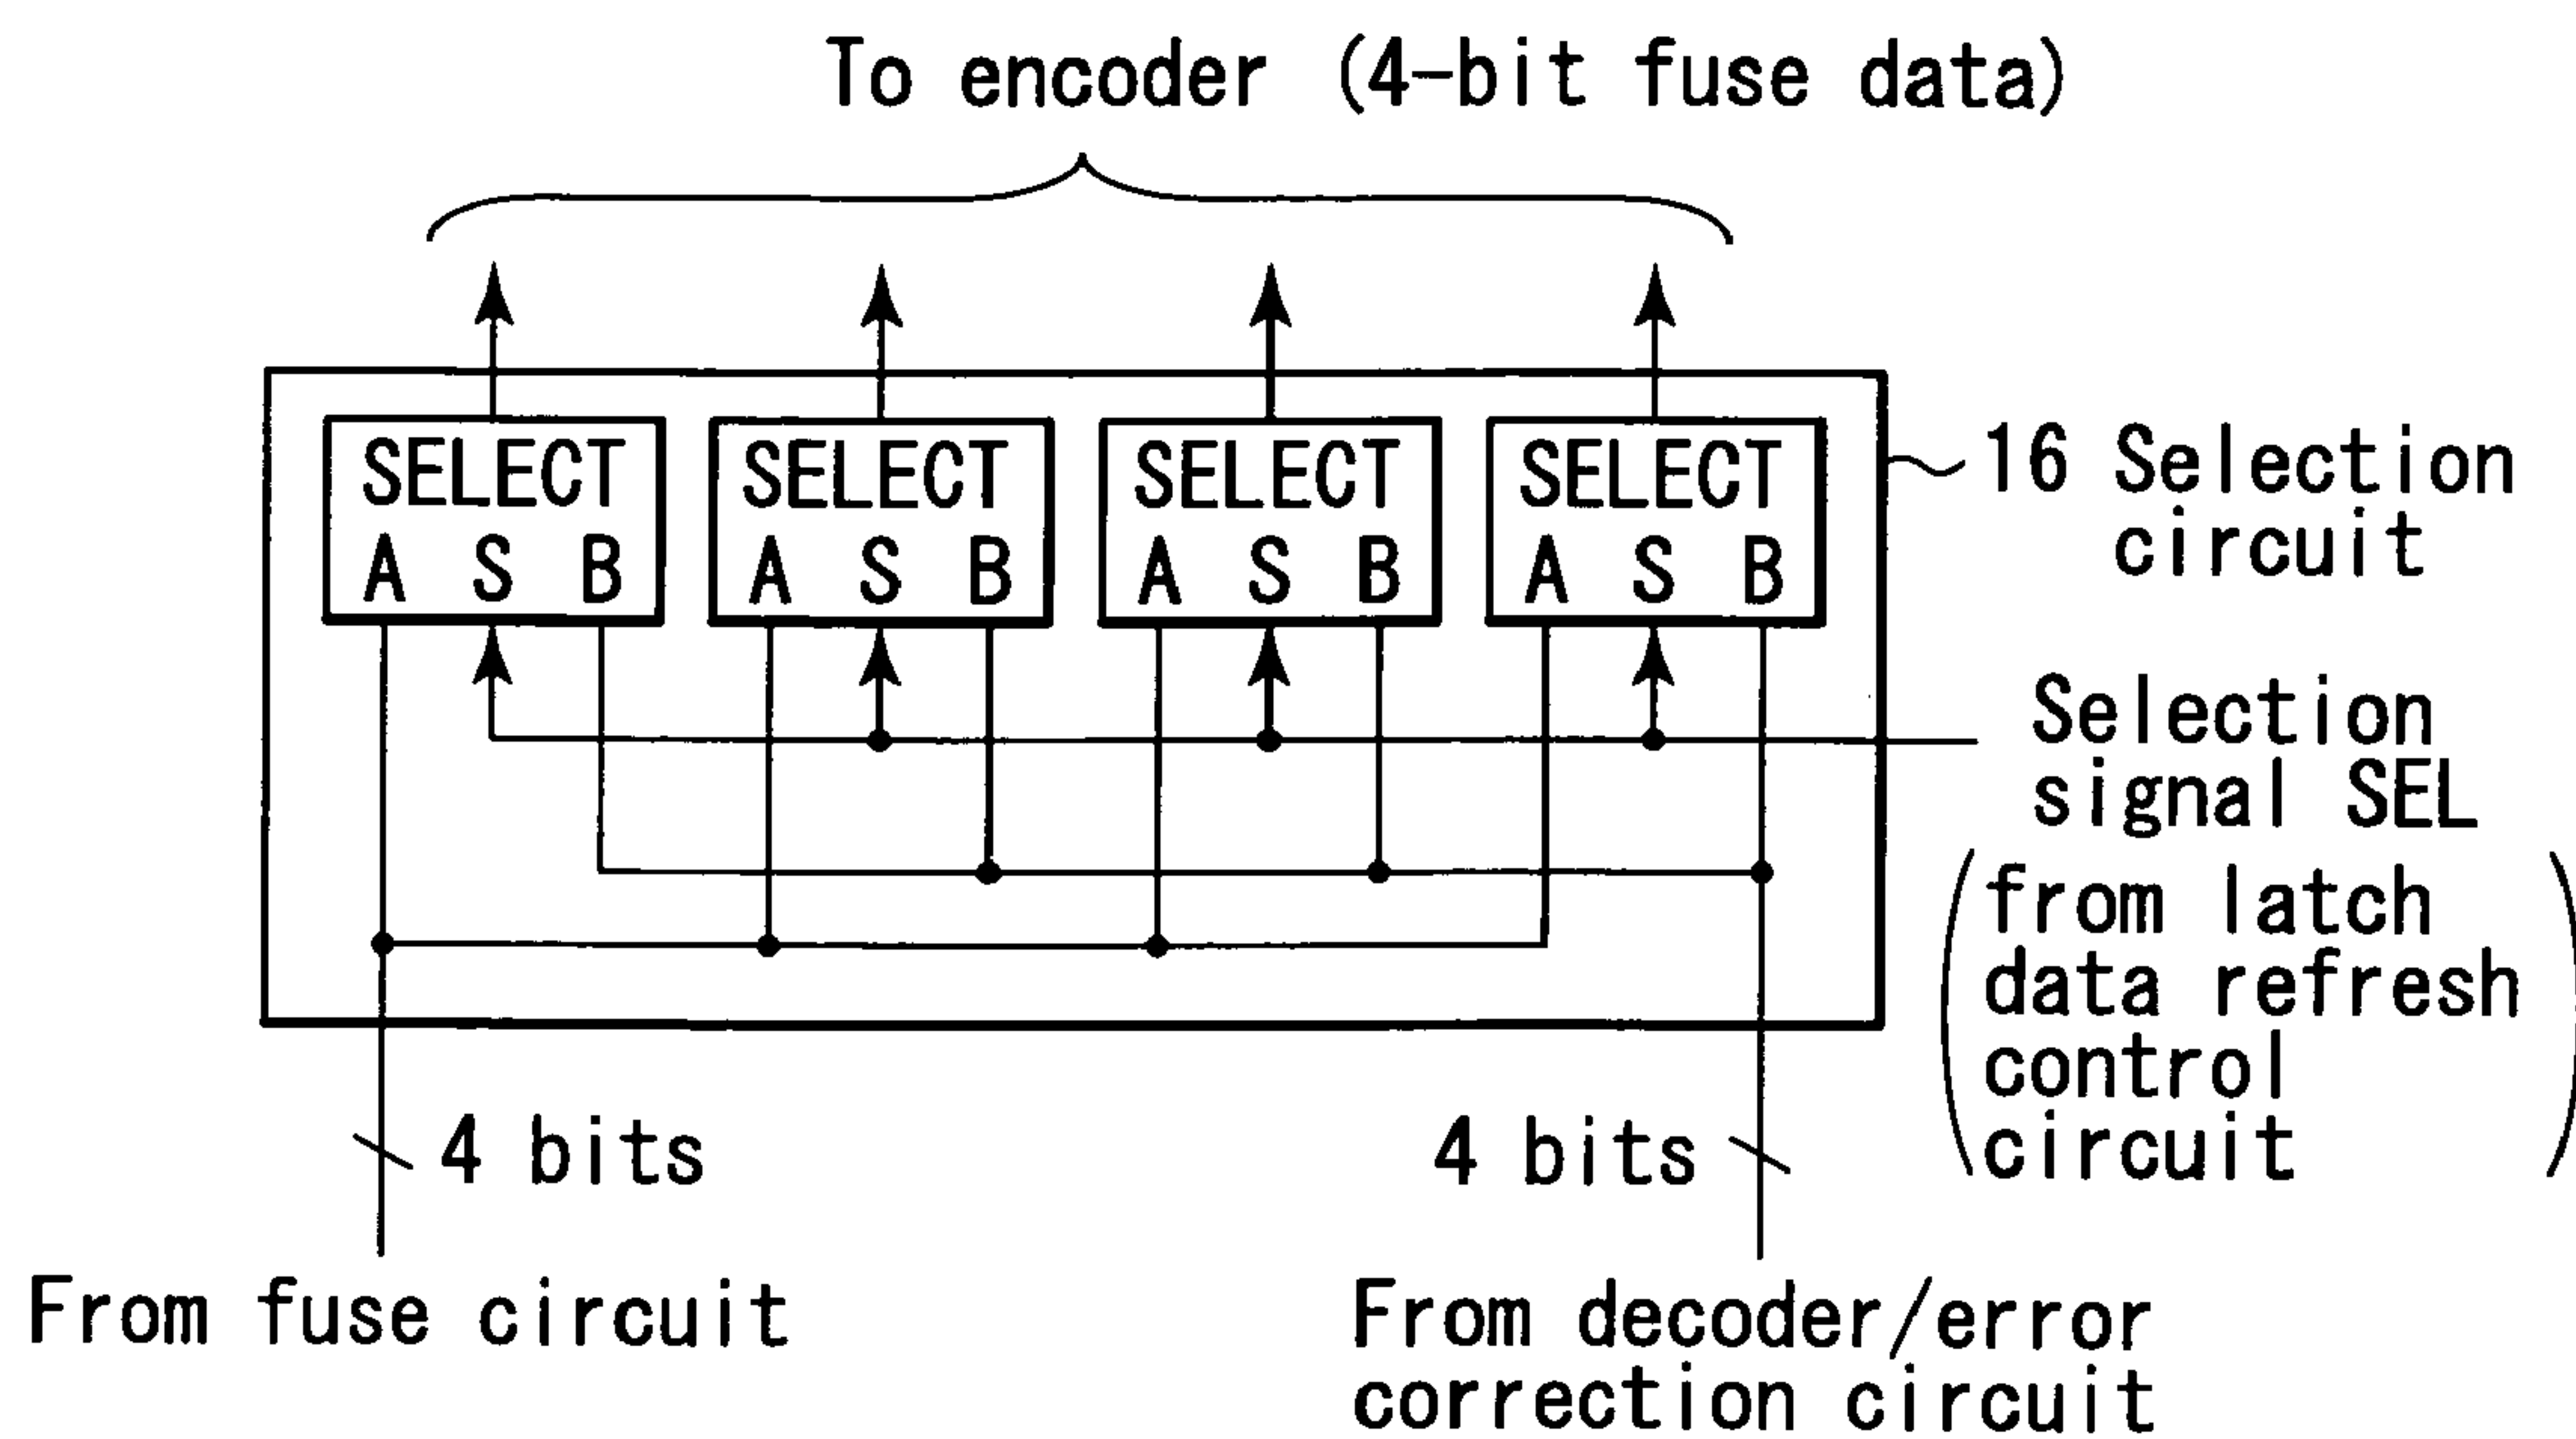 To encoder (4-bit fuse data)
SELECT SELECT SELECT SELECT
A S B A S B A S B A S B
16 Selection
circuit
Selection
signal SEL
(from latch
data refresh
control
circuit)
4 bits
4 bits
From fuse circuit
From decoder/error
correction circuit